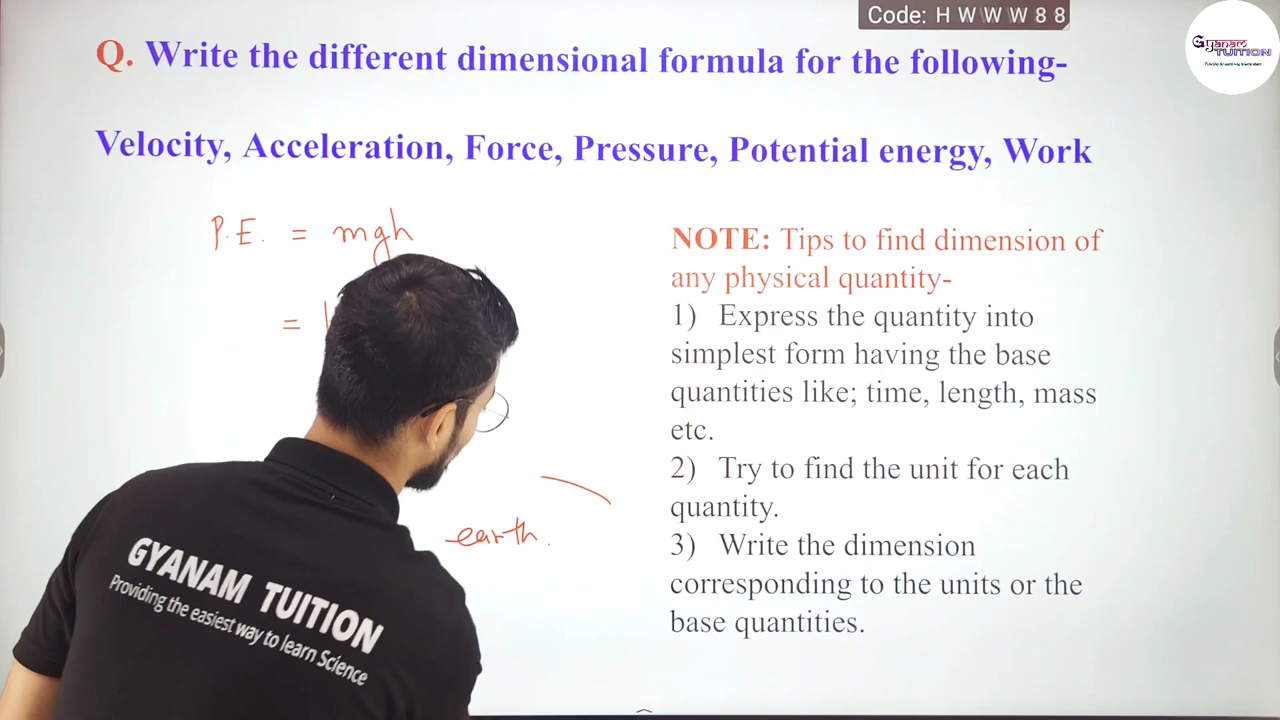 Code: H W W W 8 8
Gyanam
TUITION
Q. Write the different dimensional formula for the following-
Velocity, Acceleration, Force, Pressure, Potential energy, Work
P.E. = mgh
=
earth.
NOTE: Tips to find dimension of
any physical quantity-
1) Express the quantity into
simplest form having the base
quantities like; time, length, mass
etc.
2) Try to find the unit for each
quantity.
3) Write the dimension
corresponding to the units or the
base quantities.
GYANAM TUITION
Providing the easiest way to learn Science